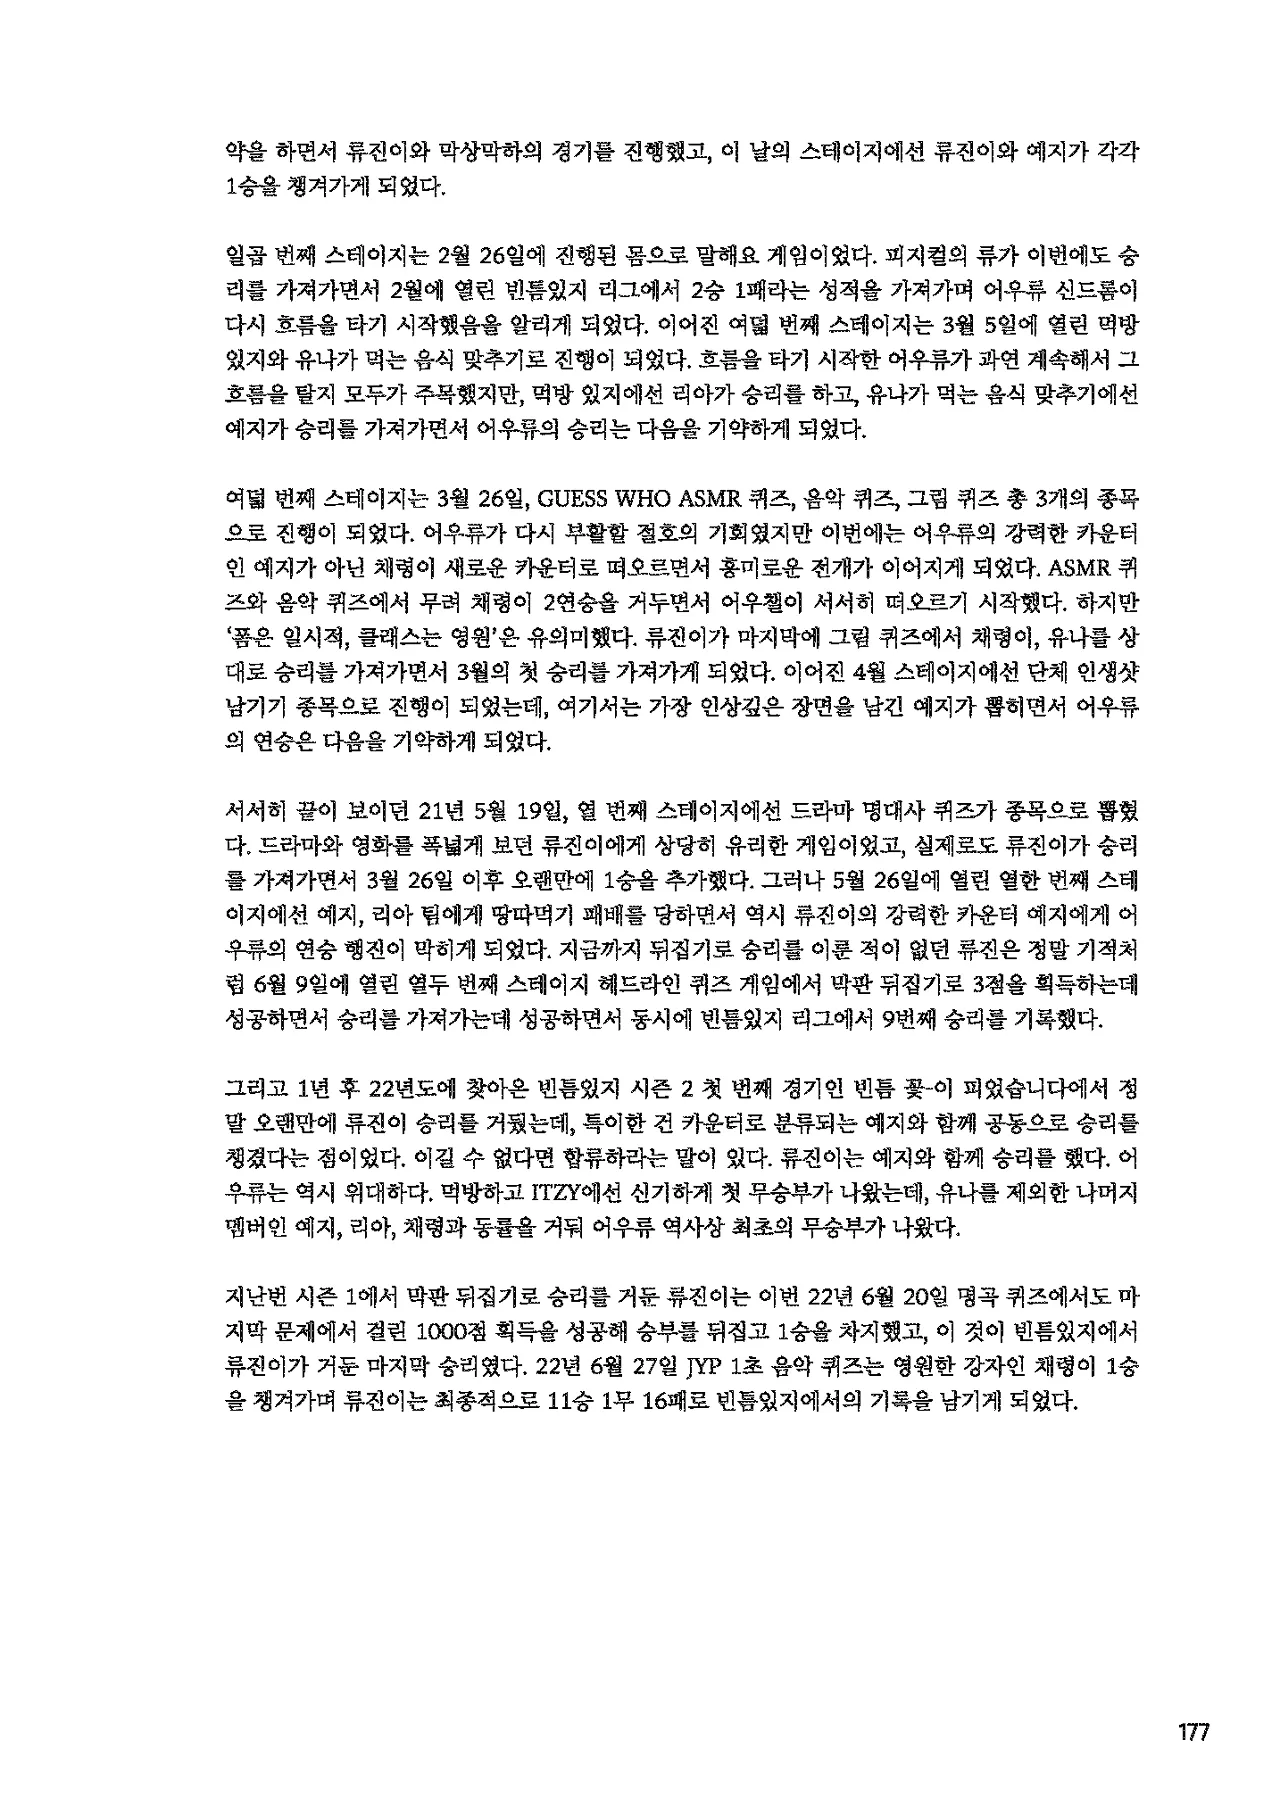 약을 하면서 류진이와 막상막하의 경기를 진행했고, 이 날의 스테이지에선 류진이와 예지가 각각
1승을 챙겨가게 되었다.
일곱 번째 스테이지는 2월 26일에 진행된 몸으로 말해요 게임이었다. 피지컬의 류가 이번에도 승
리를 가져가면서 2월에 열린 빈틈있지 리그에서 2승 1패라는 성적을 가져가며 어우류 신드롬이
다시 흐름을 타기 시작했음을 알리게 되었다. 이어진 여덟 번째 스테이지는 3월 5일에 열린 먹방
있지와 유나가 먹는 음식 맞추기로 진행이 되었다. 흐름을 타기 시작한 어우류가 과연 계속해서 그
흐름을 탈지 모두가 주목했지만, 먹방 있지에선 리아가 승리를 하고, 유나가 먹는 음식 맞추기에선
예지가 승리를 가져가면서 어우류의 승리는 다음을 기약하게 되었다.
여덟 번째 스테이지는 3월 26일, GUESS WHO ASMR 퀴즈, 음악 퀴즈, 그림 퀴즈 총 3개의 종목
으로 진행이 되었다. 어우류가 다시 부활할 절호의 기회였지만 이번에는 어우류의 강력한 카운터
인 예지가 아닌 채령이 새로운 카운터로 떠오르면서 흥미로운 전개가 이어지게 되었다. ASMR 퀴
즈와 음악 퀴즈에서 무려 채령이 2연승을 거두면서 어우챌이 서서히 떠오르기 시작했다. 하지만
‘폼은 일시적, 클래스는 영원’은 유의미했다. 류진이가 마지막에 그림 퀴즈에서 채령이, 유나를 상
대로 승리를 가져가면서 3월의 첫 승리를 가져가게 되었다. 이어진 4월 스테이지에선 단체 인생샷
남기기 종목으로 진행이 되었는데, 여기서는 가장 인상깊은 장면을 남긴 예지가 뽑히면서 어우류
의 연승은 다음을 기약하게 되었다.
서서히 끝이 보이던 21년 5월 19일, 열 번째 스테이지에선 드라마 명대사 퀴즈가 종목으로 뽑혔
다. 드라마와 영화를 폭넓게 보던 류진이에게 상당히 유리한 게임이었고, 실제로도 류진이가 승리
를 가져가면서 3월 26일 이후 오랜만에 1승을 추가했다. 그러나 5월 26일에 열린 열한 번째 스테
이지에선 예지, 리아 팀에게 땅따먹기 패배를 당하면서 역시 류진이의 강력한 카운터 예지에게 어
우류의 연승 행진이 막히게 되었다. 지금까지 뒤집기로 승리를 이룬 적이 없던 류진은 정말 기적처
럼 6월 9일에 열린 열두 번째 스테이지 헤드라인 퀴즈 게임에서 막판 뒤집기로 3점을 획득하는데
성공하면서 승리를 가져가는데 성공하면서 동시에 빈틈있지 리그에서 9번째 승리를 기록했다.
그리고 1년 후 22년도에 찾아온 빈틈있지 시즌 2 첫 번째 경기인 빈틈 꽃-이 피었습니다에서 정
말 오랜만에 류진이 승리를 거뒀는데, 특이한 건 카운터로 분류되는 예지와 함께 공동으로 승리를
챙겼다는 점이었다. 이길 수 없다면 합류하라는 말이 있다. 류진이는 예지와 함께 승리를 했다. 어
우류는 역시 위대하다. 먹방하고 ITZY에선 신기하게 첫 무승부가 나왔는데, 유나를 제외한 나머지
멤버인 예지, 리아, 채령과 동률을 거둬 어우류 역사상 최초의 무승부가 나왔다.
지난번 시즌 1에서 막판 뒤집기로 승리를 거둔 류진이는 이번 22년 6월 20일 명곡 퀴즈에서도 마
지막 문제에서 걸린 1000점 획득을 성공해 승부를 뒤집고 1승을 차지했고, 이 것이 빈틈있지에서
류진이가 거둔 마지막 승리였다. 22년 6월 27일 JYP 1초 음악 퀴즈는 영원한 강자인 채령이 1승
을 챙겨가며 류진이는 최종적으로 11승 1무 16패로 빈틈있지에서의 기록을 남기게 되었다.
177